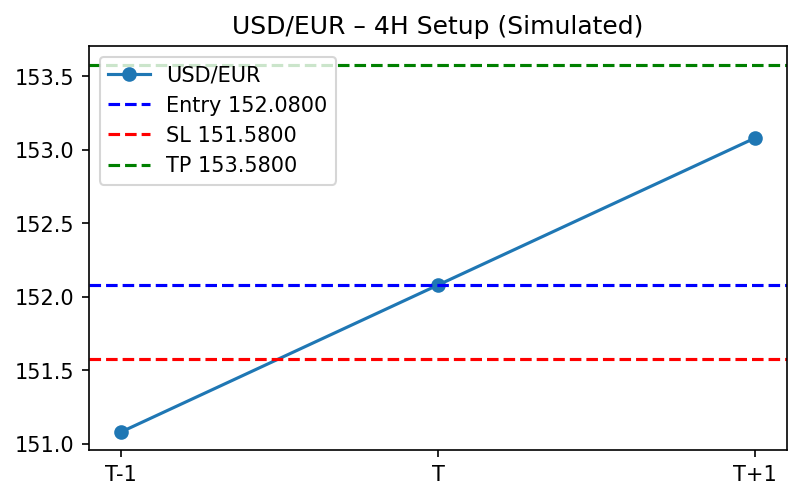 USD/EUR – 4H Setup (Simulated)
USD/EUR
Entry 152.0800
SL 151.5800
TP 153.5800
153.5
153.0
152.5
152.0
151.5
151.0
T-1
T
T+1